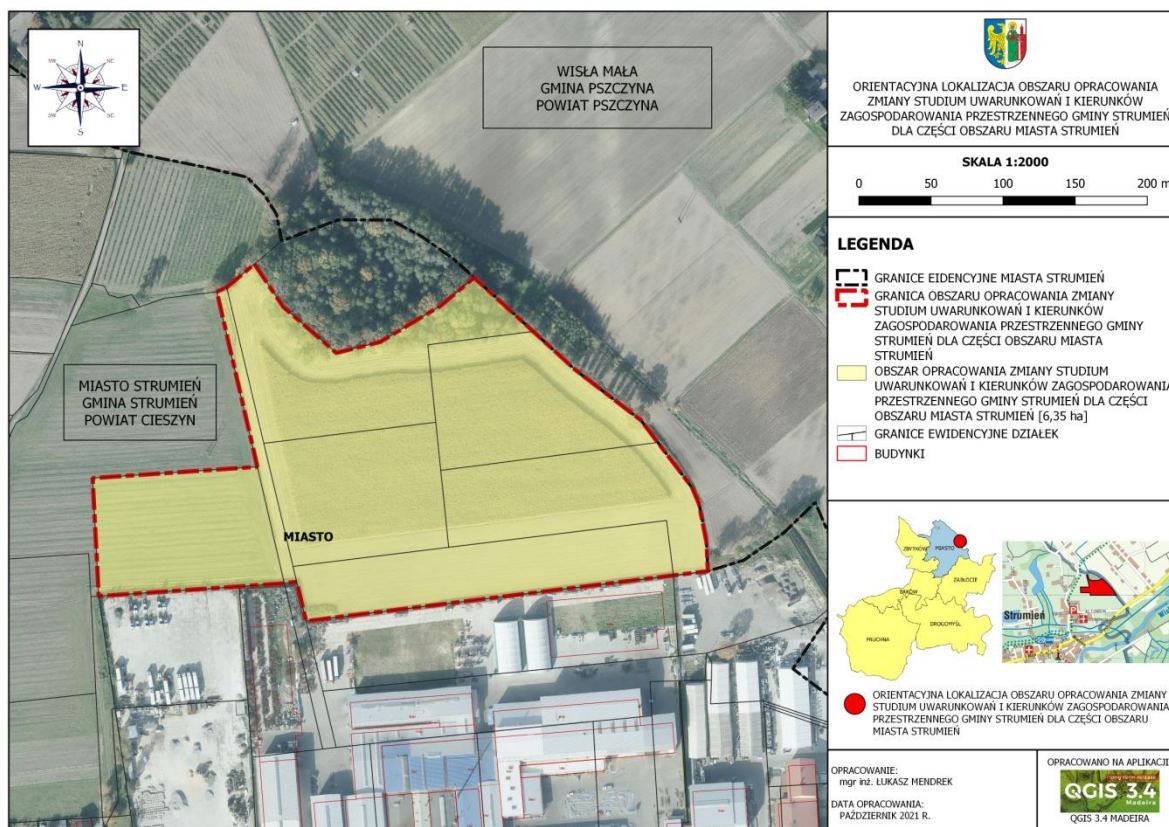 N
NW
NE
W
E
SW
SE
S
WISŁA MAŁA
GMINA PSZCZYNA
POWIAT PSZCZYNA
MIASTO STRUMIEŃ
GMINA STRUMIEŃ
POWIAT CIESZYN
MIASTO
ORIENTACYJNA LOKALIZACJA OBSZARU OPRACOWANIA
ZMIANY STUDIUM UWARUNKOWAŃ I KIERUNKÓW
ZAGOSPODAROWANIA PRZESTRZENNEGO GMINY STRUMIEŃ
DLA CZĘŚCI OBSZARU MIASTA STRUMIEŃ
SKALA 1:2000
0 50 100 150 200 m
LEGENDA
GRANICE EIDENCYJNE MIASTA STRUMIEŃ
GRANICA OBSZARU OPRACOWANIA ZMIANY
STUDIUM UWARUNKOWAŃ I KIERUNKÓW
ZAGOSPODAROWANIA PRZESTRZENNEGO GMINY
STRUMIEŃ DLA CZĘŚCI OBSZARU MIASTA
STRUMIEŃ
OBSZAR OPRACOWANIA ZMIANY STUDIUM
UWARUNKOWAŃ I KIERUNKÓW ZAGOSPODAROWANIA
PRZESTRZENNEGO GMINY STRUMIEŃ DLA CZĘŚCI
OBSZARU MIASTA STRUMIEŃ [6,35 ha]
GRANICE EWIDENCYJNE DZIAŁEK
BUDYNKI
ZBYTKÓW
MIASTO
ZABŁOCIE
BĄKÓW
DROGOMYŚL
PRUCHNA
Strumień
P
ORIENTACYJNA LOKALIZACJA OBSZARU OPRACOWANIA ZMIANY
STUDIUM UWARUNKOWAŃ I KIERUNKÓW ZAGOSPODAROWANIA
PRZESTRZENNEGO GMINY STRUMIEŃ DLA CZĘŚCI OBSZARU
MIASTA STRUMIEŃ
OPRACOWANIE:
mgr inż. ŁUKASZ MENDREK
DATA OPRACOWANIA:
PAŹDZIERNIK 2021 R.
OPRACOWANO NA APLIKACJI
QGIS 3.4
Madeira
QGIS 3.4 MADEIRA